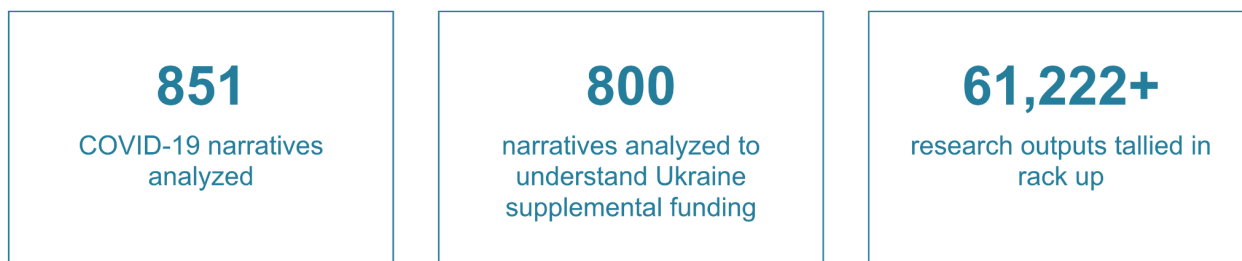 851
COVID-19 narratives
analyzed
800
narratives analyzed to
understand Ukraine
supplemental funding
61,222+
research outputs tallied in
rack up